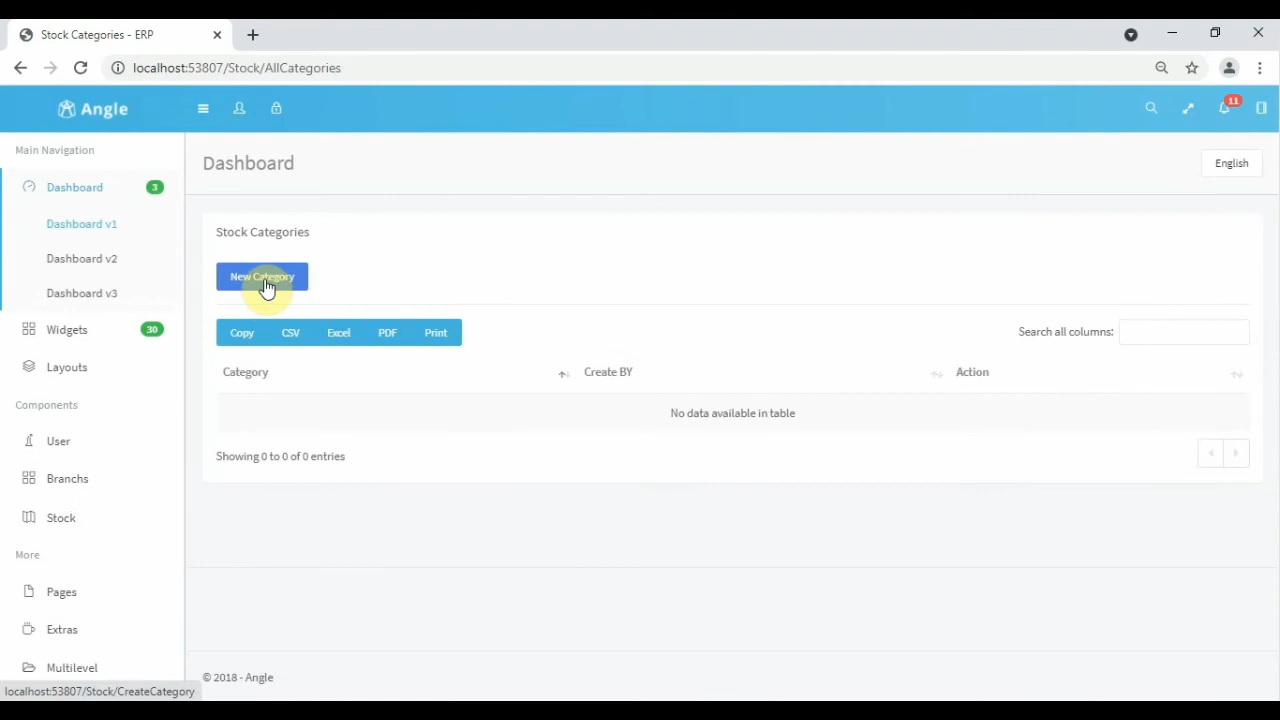 Stock Categories - ERP
localhost:53807/Stock/AllCategories
Angle
11
Main Navigation
Dashboard 3
Dashboard v1
Dashboard v2
Dashboard v3
Widgets 30
Layouts
Components
User
Branchs
Stock
More
Pages
Extras
Multilevel
localhost:53807/Stock/CreateCategory
Dashboard
English
Stock Categories
New Category
Copy CSV Excel PDF Print
Search all columns:
Category Create BY Action
No data available in table
Showing 0 to 0 of 0 entries
© 2018 - Angle